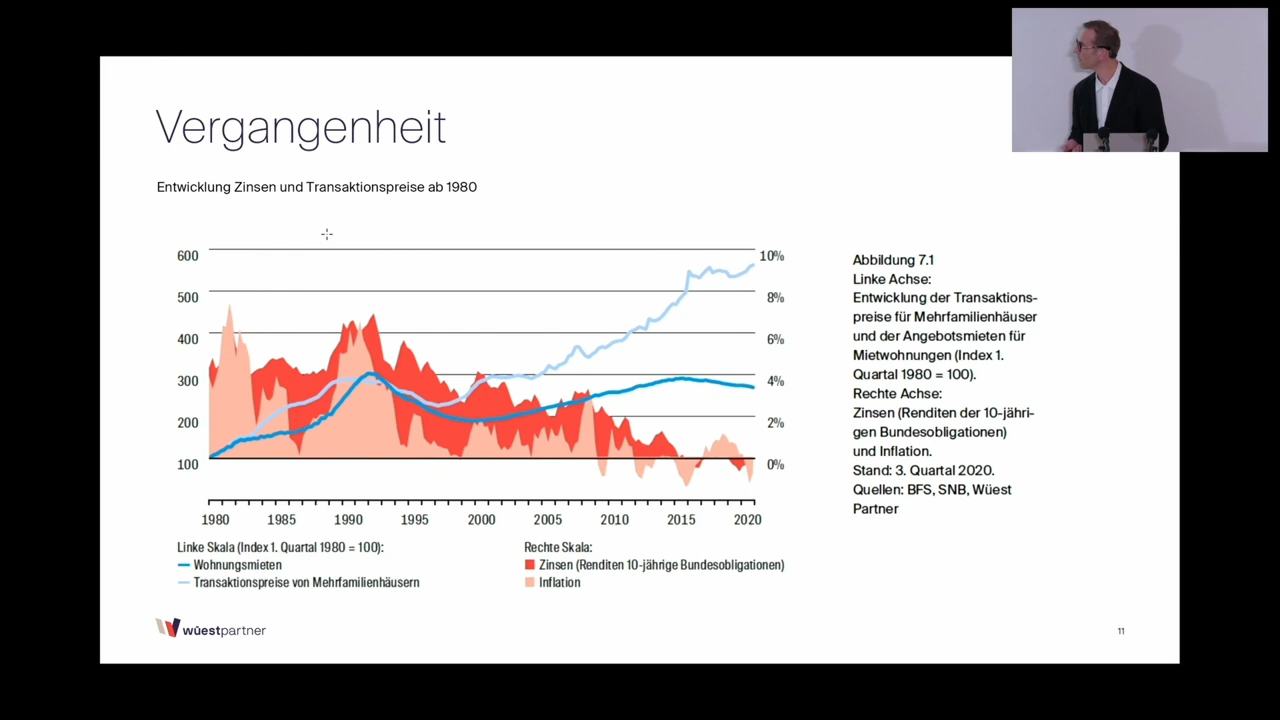 Vergangenheit
Entwicklung Zinsen und Transaktionspreise ab 1980
600
500
400
300
200
100
10%
8%
6%
4%
2%
0%
1980 1985 1990 1995 2000 2005 2010 2015 2020
Linke Skala (Index 1. Quartal 1980 = 100):
Wohnungsmieten
Transaktionspreise von Mehrfamilienhäusern
Rechte Skala:
Zinsen (Renditen 10-jährige Bundesobligationen)
Inflation
Abbildung 7.1
Linke Achse:
Entwicklung der Transaktions-
preise für Mehrfamilienhäuser
und der Angebotsmieten für
Mietwohnungen (Index 1.
Quartal 1980 = 100).
Rechte Achse:
Zinsen (Renditen der 10-jähri-
gen Bundesobligationen)
und Inflation.
Stand: 3. Quartal 2020.
Quellen: BFS, SNB, Wüest
Partner
wüestpartner
11